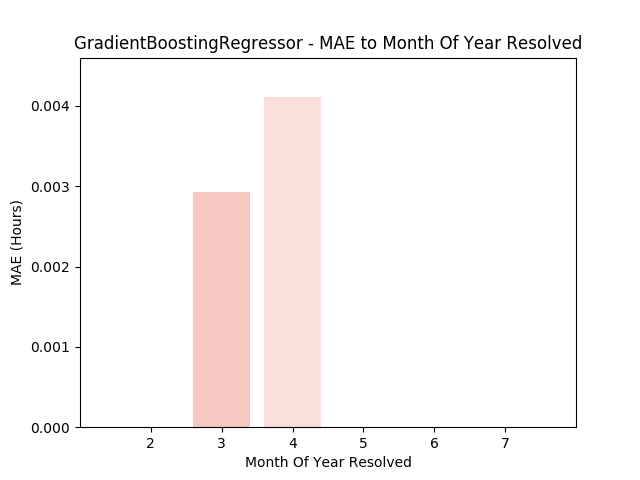 GradientBoostingRegressor - MAE to Month Of Year Resolved
0.004
0.003
0.002
0.001
0.000
MAE (Hours)
2 3 4 5 6 7
Month Of Year Resolved